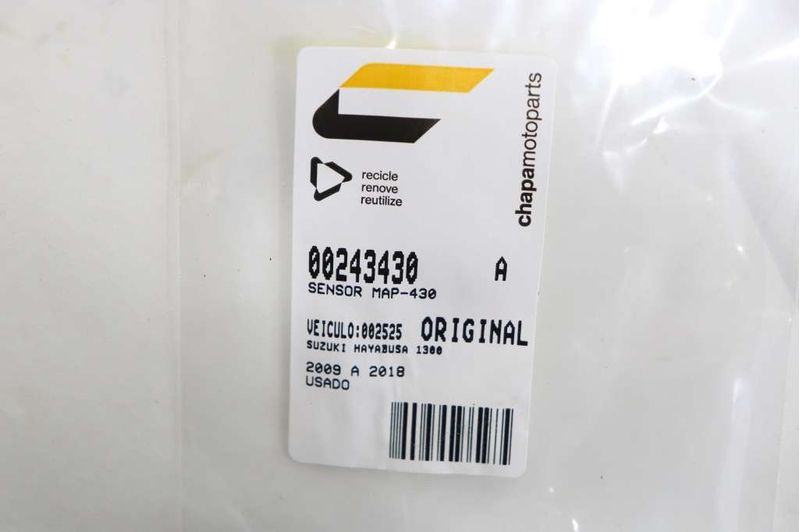 chapamotoparts
recicle
renove
reutilize
00243430 A
SENSOR MAP-430
VEICULO:002525 ORIGINAL
SUZUKI HAYABUSA 1300
2009 A 2018
USADO